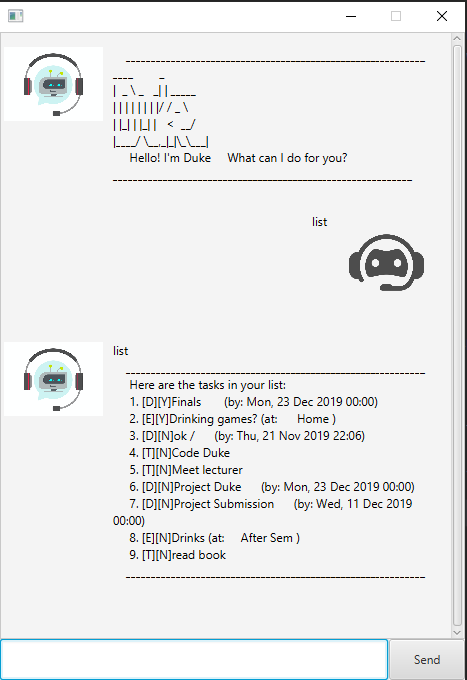 ____________________________________________________________
____        _
|  _ \ _   _| | _____
| | | | | | | |/ / _ \
| |_| | |_| |   <  __/
|____/ \__,_|_|\_\___|
Hello! I'm Duke     What can I do for you?
____________________________________________________________
list
list
____________________________________________________________
Here are the tasks in your list:
1. [D][Y]Finals       (by: Mon, 23 Dec 2019 00:00)
2. [E][Y]Drinking games? (at:      Home )
3. [D][N]ok /      (by: Thu, 21 Nov 2019 22:06)
4. [T][N]Code Duke
5. [T][N]Meet lecturer
6. [D][N]Project Duke      (by: Mon, 23 Dec 2019 00:00)
7. [D][N]Project Submission      (by: Wed, 11 Dec 2019
00:00)
8. [E][N]Drinks (at:     After Sem )
9. [T][N]read book
____________________________________________________________
Send